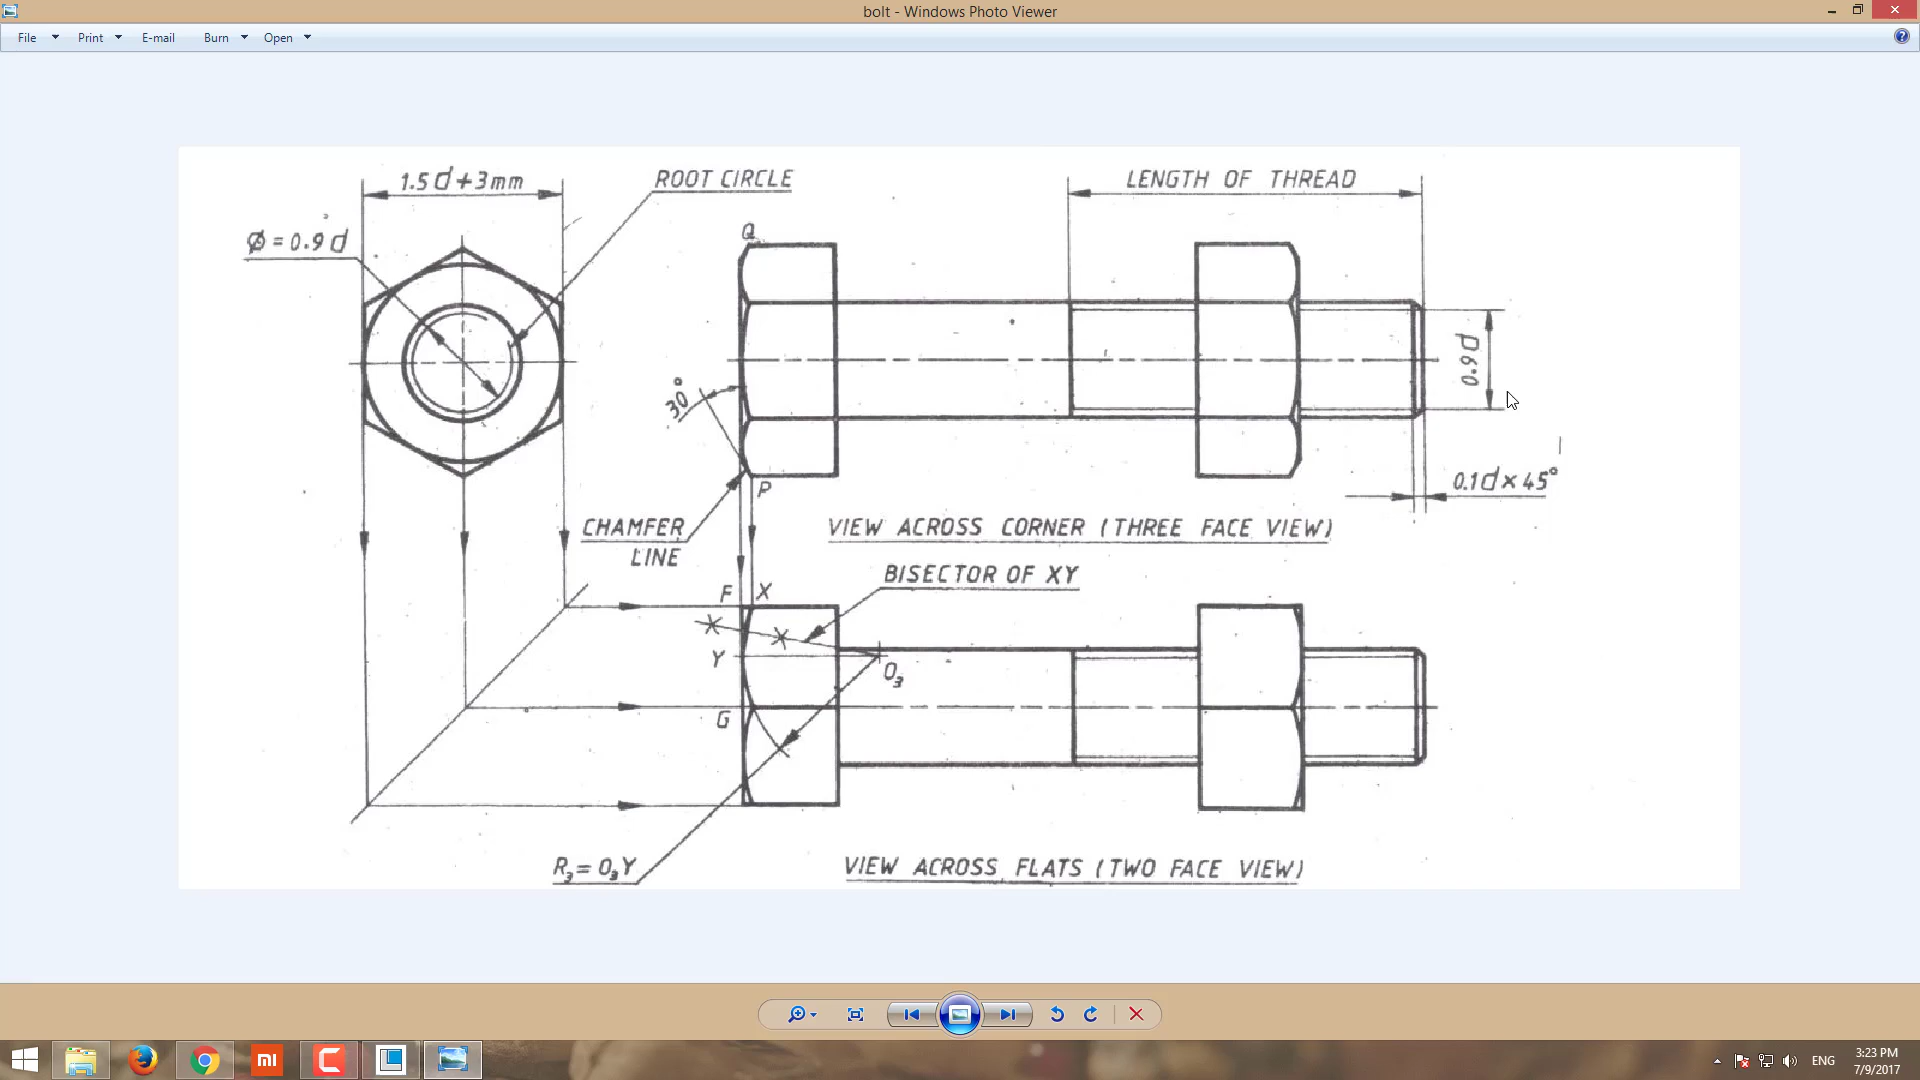 bolt - Windows Photo Viewer
File Print E-mail Burn Open
1.5d+3mm
ROOT CIRCLE
LENGTH OF THREAD
Ø=0.9d
Q
0.9d
30°
0.1d×45°
P
CHAMFER
LINE
VIEW ACROSS CORNER (THREE FACE VIEW)
BISECTOR OF XY
F X
Y
O₃
G
R₃=O₃Y
VIEW ACROSS FLATS (TWO FACE VIEW)
mi
ENG
3:23 PM
7/9/2017